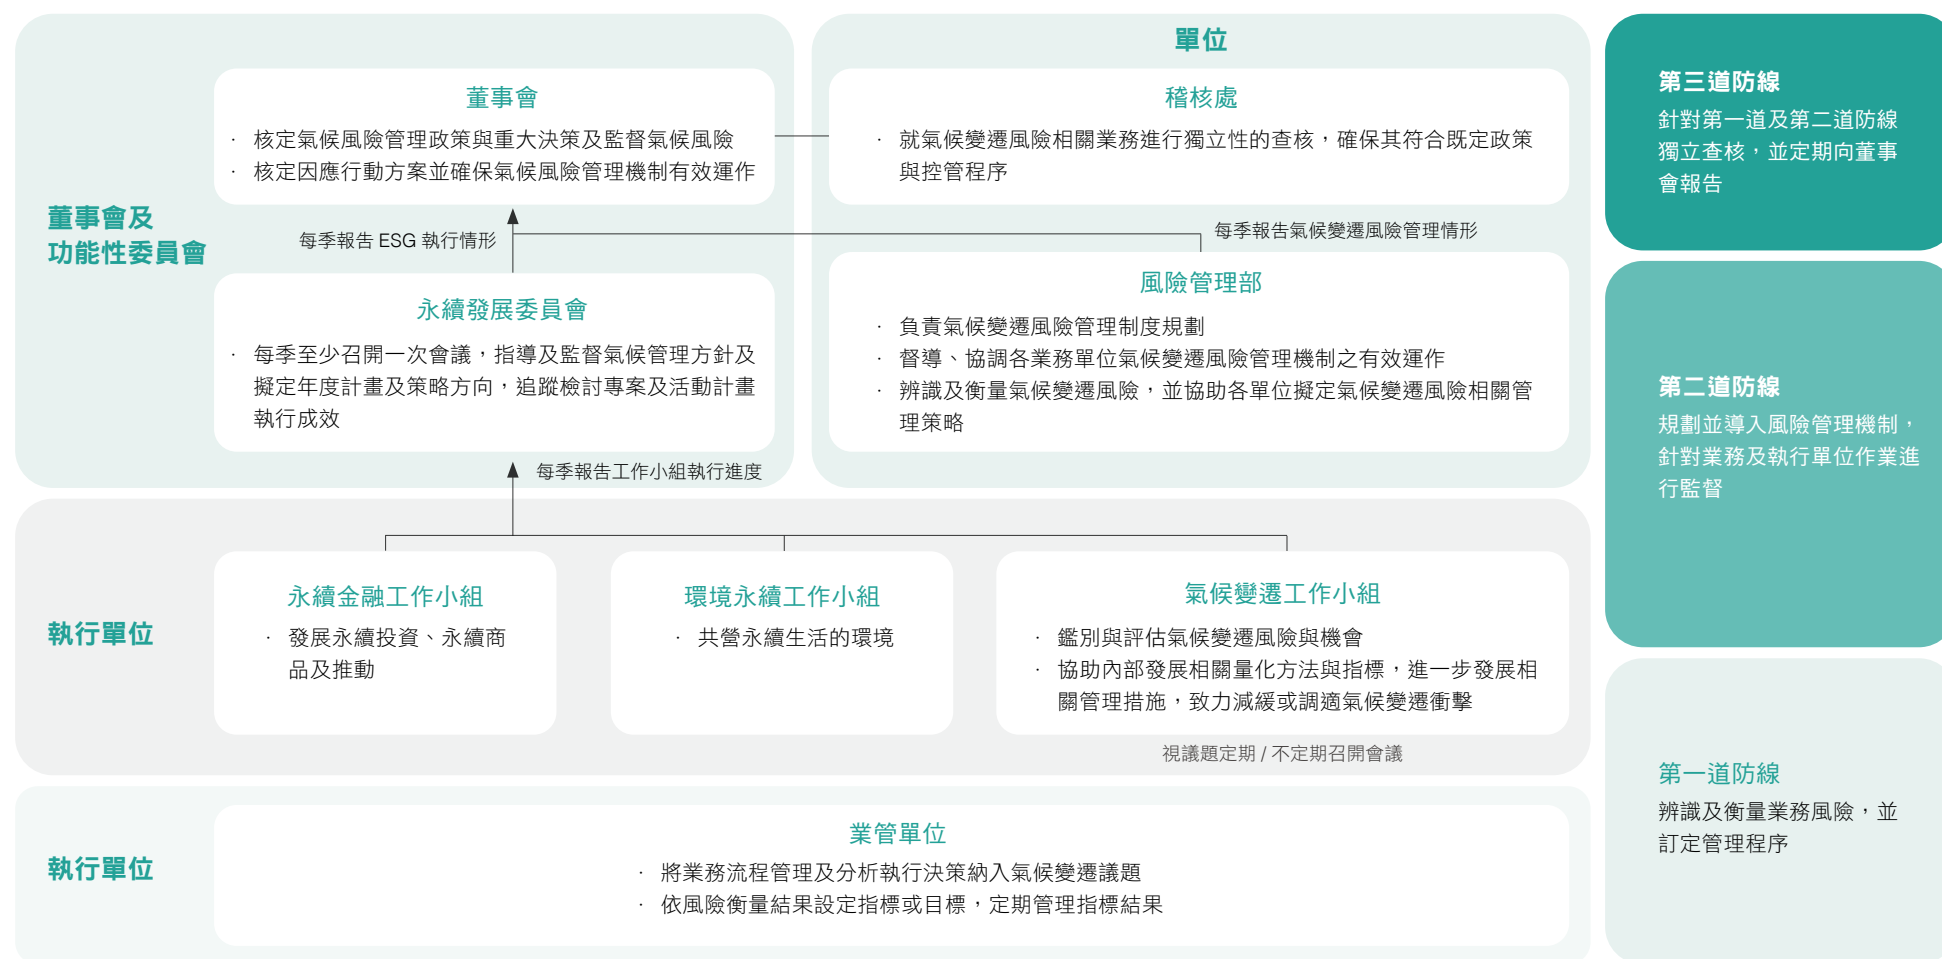 董事會及
功能性委員會
董事會
· 核定氣候風險管理政策與重大決策及監督氣候風險
· 核定因應行動方案並確保氣候風險管理機制有效運作
每季報告 ESG 執行情形
永續發展委員會
· 每季至少召開一次會議，指導及監督氣候管理方針及
擬定年度計畫及策略方向，追蹤檢討專案及活動計畫
執行成效
每季報告工作小組執行進度
單位
稽核處
· 就氣候變遷風險相關業務進行獨立性的查核，確保其符合既定政策
與控管程序
每季報告氣候變遷風險管理情形
風險管理部
· 負責氣候變遷風險管理制度規劃
· 督導、協調各業務單位氣候變遷風險管理機制之有效運作
· 辨識及衡量氣候變遷風險，並協助各單位擬定氣候變遷風險相關管
理策略
執行單位
永續金融工作小組
· 發展永續投資、永續商
品及推動
環境永續工作小組
· 共營永續生活的環境
氣候變遷工作小組
· 鑑別與評估氣候變遷風險與機會
· 協助內部發展相關量化方法與指標，進一步發展相
關管理措施，致力減緩或調適氣候變遷衝擊
視議題定期 / 不定期召開會議
執行單位
業管單位
· 將業務流程管理及分析執行決策納入氣候變遷議題
· 依風險衡量結果設定指標或目標，定期管理指標結果
第三道防線
針對第一道及第二道防線
獨立查核，並定期向董事
會報告
第二道防線
規劃並導入風險管理機制，
針對業務及執行單位作業進
行監督
第一道防線
辨識及衡量業務風險，並
訂定管理程序